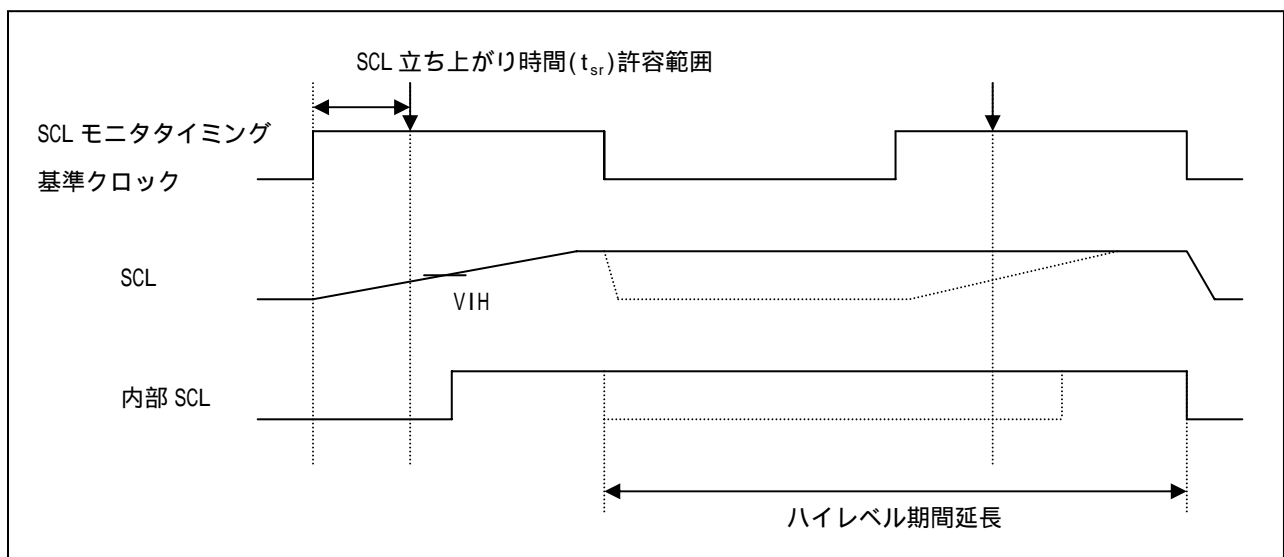 SCL 立ち上がり時間(tsr)許容範囲
SCL モニタタイミング
基準クロック
SCL
VIH
内部 SCL
ハイレベル期間延長